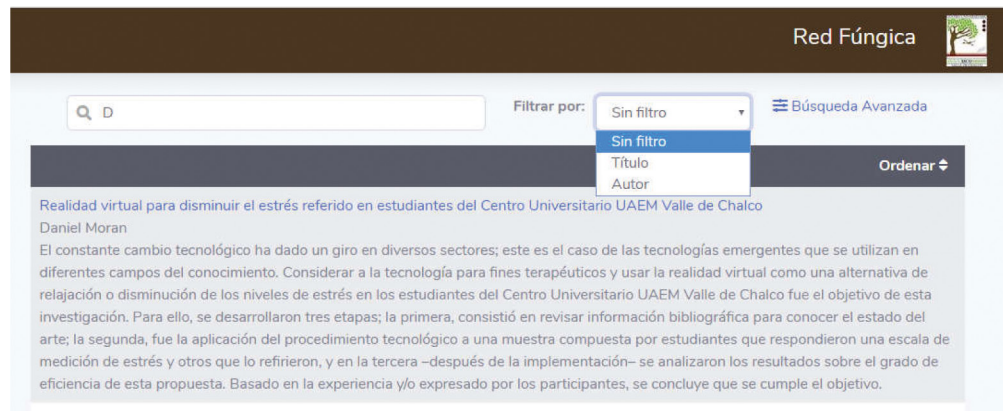 Red Fúngica
D
Filtrar por:
Sin filtro
Búsqueda Avanzada
Sin filtro
Título
Autor
Ordenar
Realidad virtual para disminuir el estrés referido en estudiantes del Centro Universitario UAEM Valle de Chalco
Daniel Moran
El constante cambio tecnológico ha dado un giro en diversos sectores; este es el caso de las tecnologías emergentes que se utilizan en
diferentes campos del conocimiento. Considerar a la tecnología para fines terapéuticos y usar la realidad virtual como una alternativa de
relajación o disminución de los niveles de estrés en los estudiantes del Centro Universitario UAEM Valle de Chalco fue el objetivo de esta
investigación. Para ello, se desarrollaron tres etapas; la primera, consistió en revisar información bibliográfica para conocer el estado del
arte; la segunda, fue la aplicación del procedimiento tecnológico a una muestra compuesta por estudiantes que respondieron una escala de
medición de estrés y otros que lo refirieron, y en la tercera –después de la implementación– se analizaron los resultados sobre el grado de
eficiencia de esta propuesta. Basado en la experiencia y/o expresado por los participantes, se concluye que se cumple el objetivo.